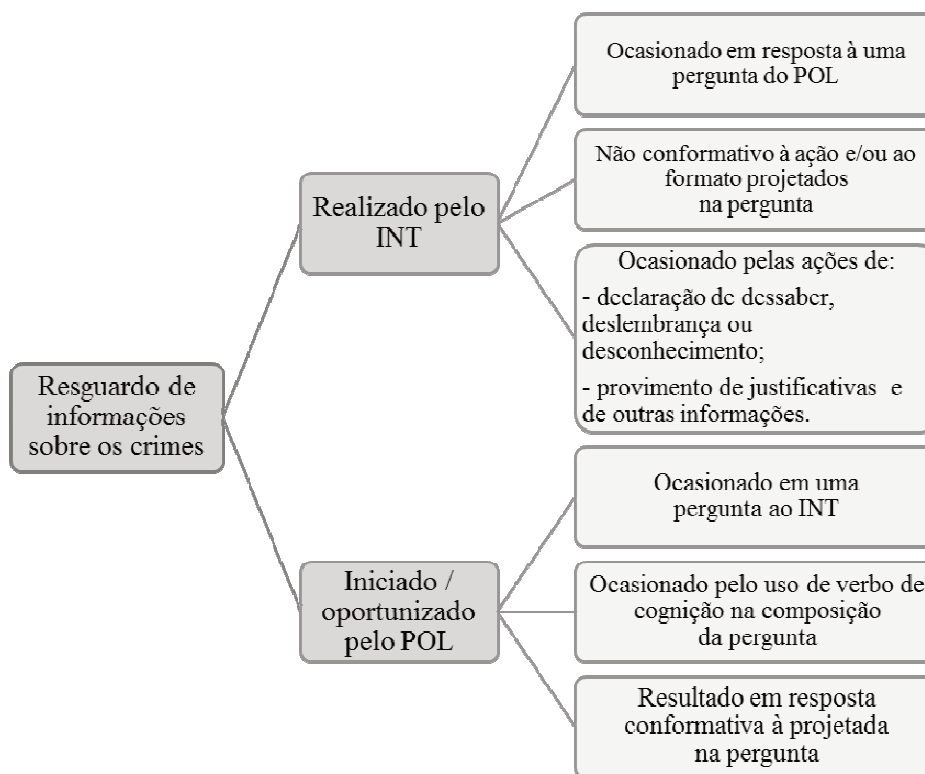 Resguardo de
informações
sobre os crimes
Realizado pelo
INT
Ocasionado em resposta à uma
pergunta do POL
Não conformativo à ação e/ou ao
formato projetados
na pergunta
Ocasionado pelas ações de:
- declaração de dessaber,
deslembrança ou
desconhecimento;
- provimento de justificativas e
de outras informações.
Iniciado /
oportunizado
pelo POL
Ocasionado em uma
pergunta ao INT
Ocasionado pelo uso de verbo de
cognição na composição
da pergunta
Resultado em resposta
conformativa à projetada
na pergunta